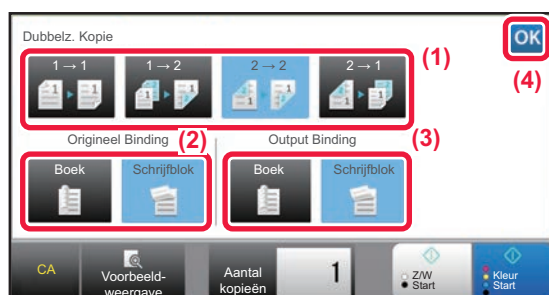 Dubbelz. Kopie
OK
1 → 1
1 → 2
2 → 2
2 → 1
(1)
(4)
Origineel Binding
(2)
Output Binding
(3)
Boek
Schrijfblok
Boek
Schrijfblok
CA
Voorbeeld-
weergave
Aantal
kopieën
1
Z/W
Start
Kleur
Start